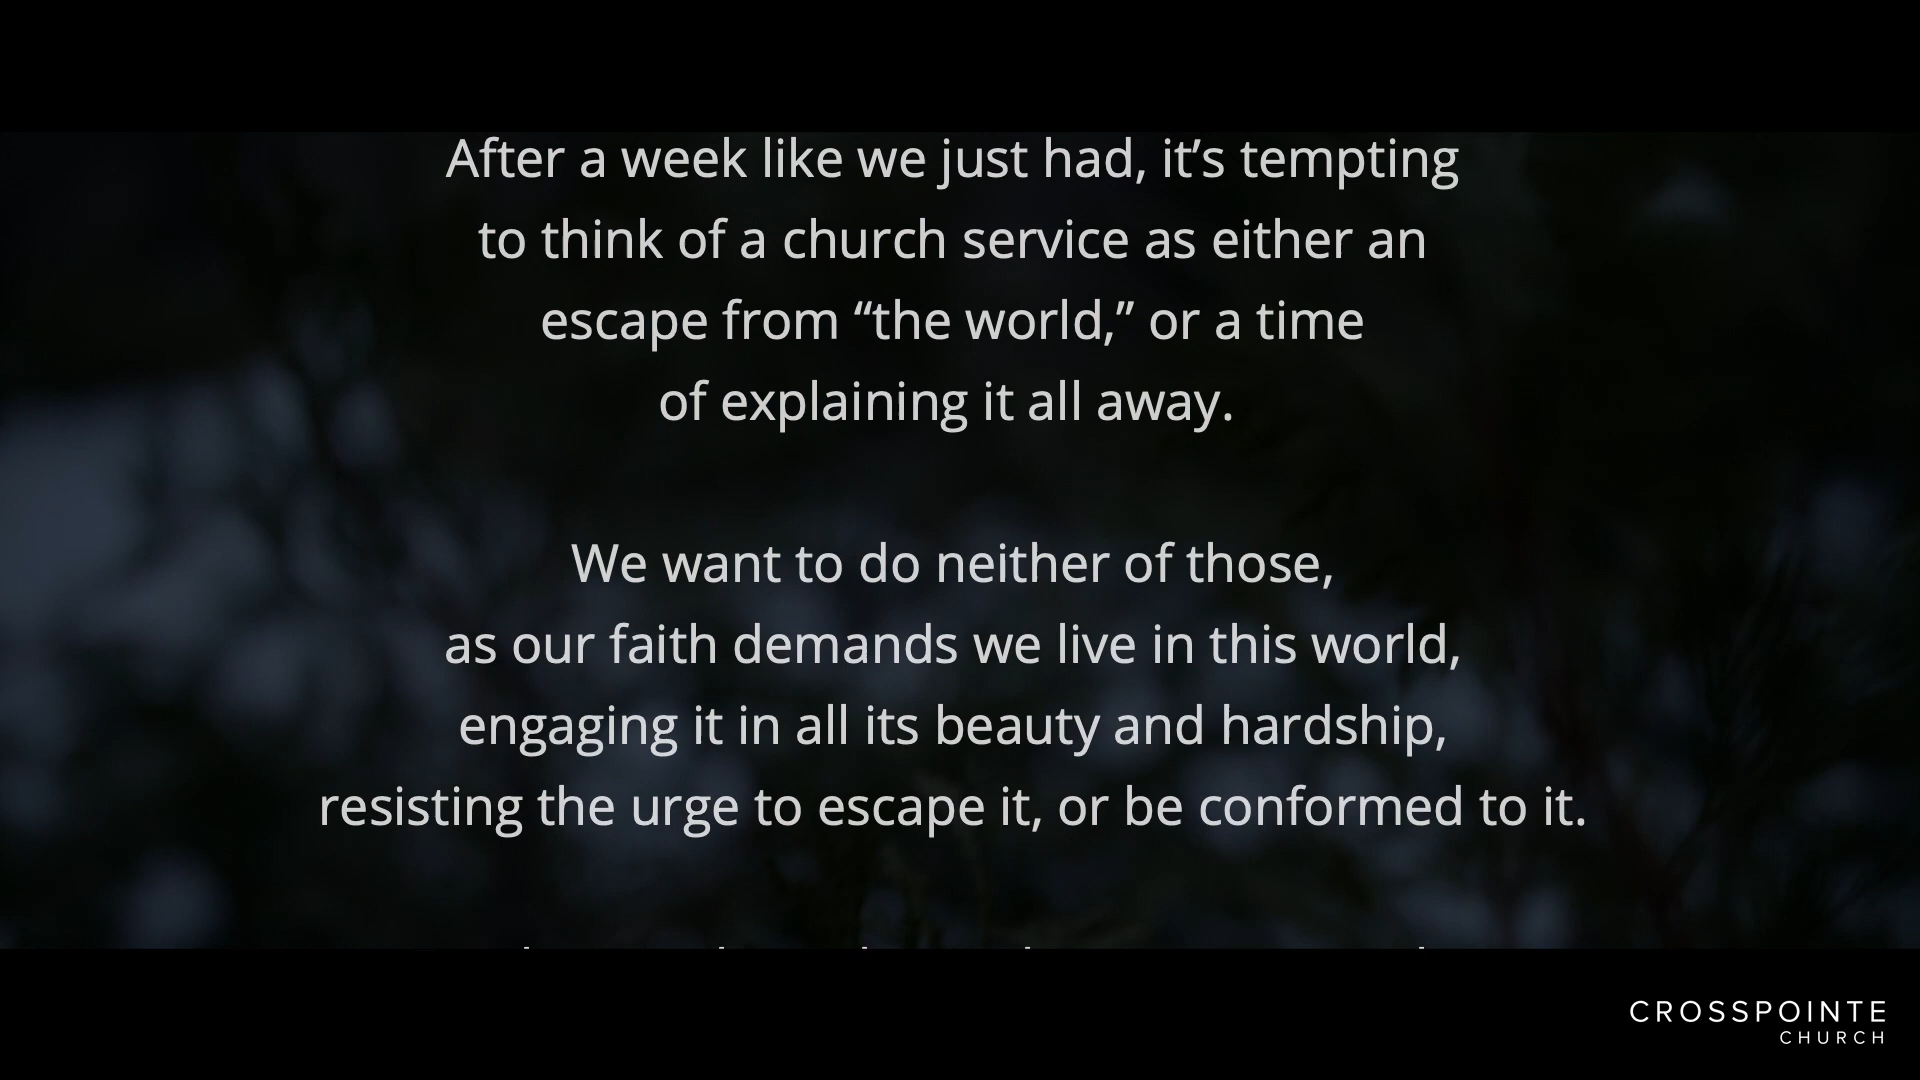 After a week like we just had, it’s tempting
to think of a church service as either an
escape from “the world,” or a time
of explaining it all away.
We want to do neither of those,
as our faith demands we live in this world,
engaging it in all its beauty and hardship,
resisting the urge to escape it, or be conformed to it.
CROSSPOINTE
CHURCH